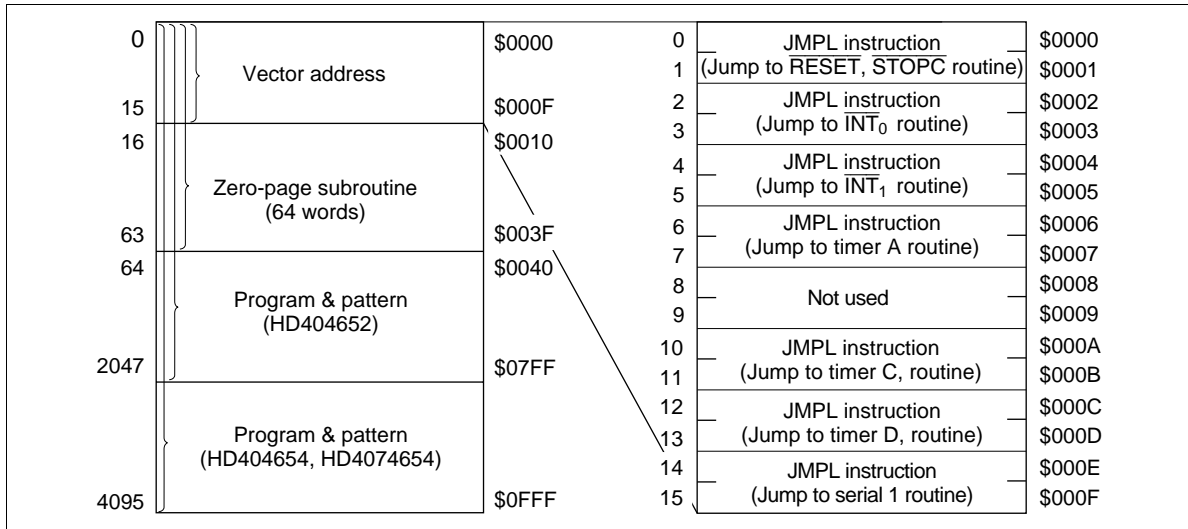 0
Vector address
$0000
15
$000F
16
$0010
Zero-page subroutine
(64 words)
63
$003F
64
$0040
Program & pattern
(HD404652)
2047
$07FF
Program & pattern
(HD404654, HD4074654)
4095
$0FFF
0
JMPL instruction
$0000
1
(Jump to RESET, STOPC routine)
$0001
2
JMPL instruction
$0002
3
(Jump to INT0 routine)
$0003
4
JMPL instruction
$0004
5
(Jump to INT1 routine)
$0005
6
JMPL instruction
$0006
7
(Jump to timer A routine)
$0007
8
Not used
$0008
9
$0009
10
JMPL instruction
$000A
11
(Jump to timer C, routine)
$000B
12
JMPL instruction
$000C
13
(Jump to timer D, routine)
$000D
14
JMPL instruction
$000E
15
(Jump to serial 1 routine)
$000F